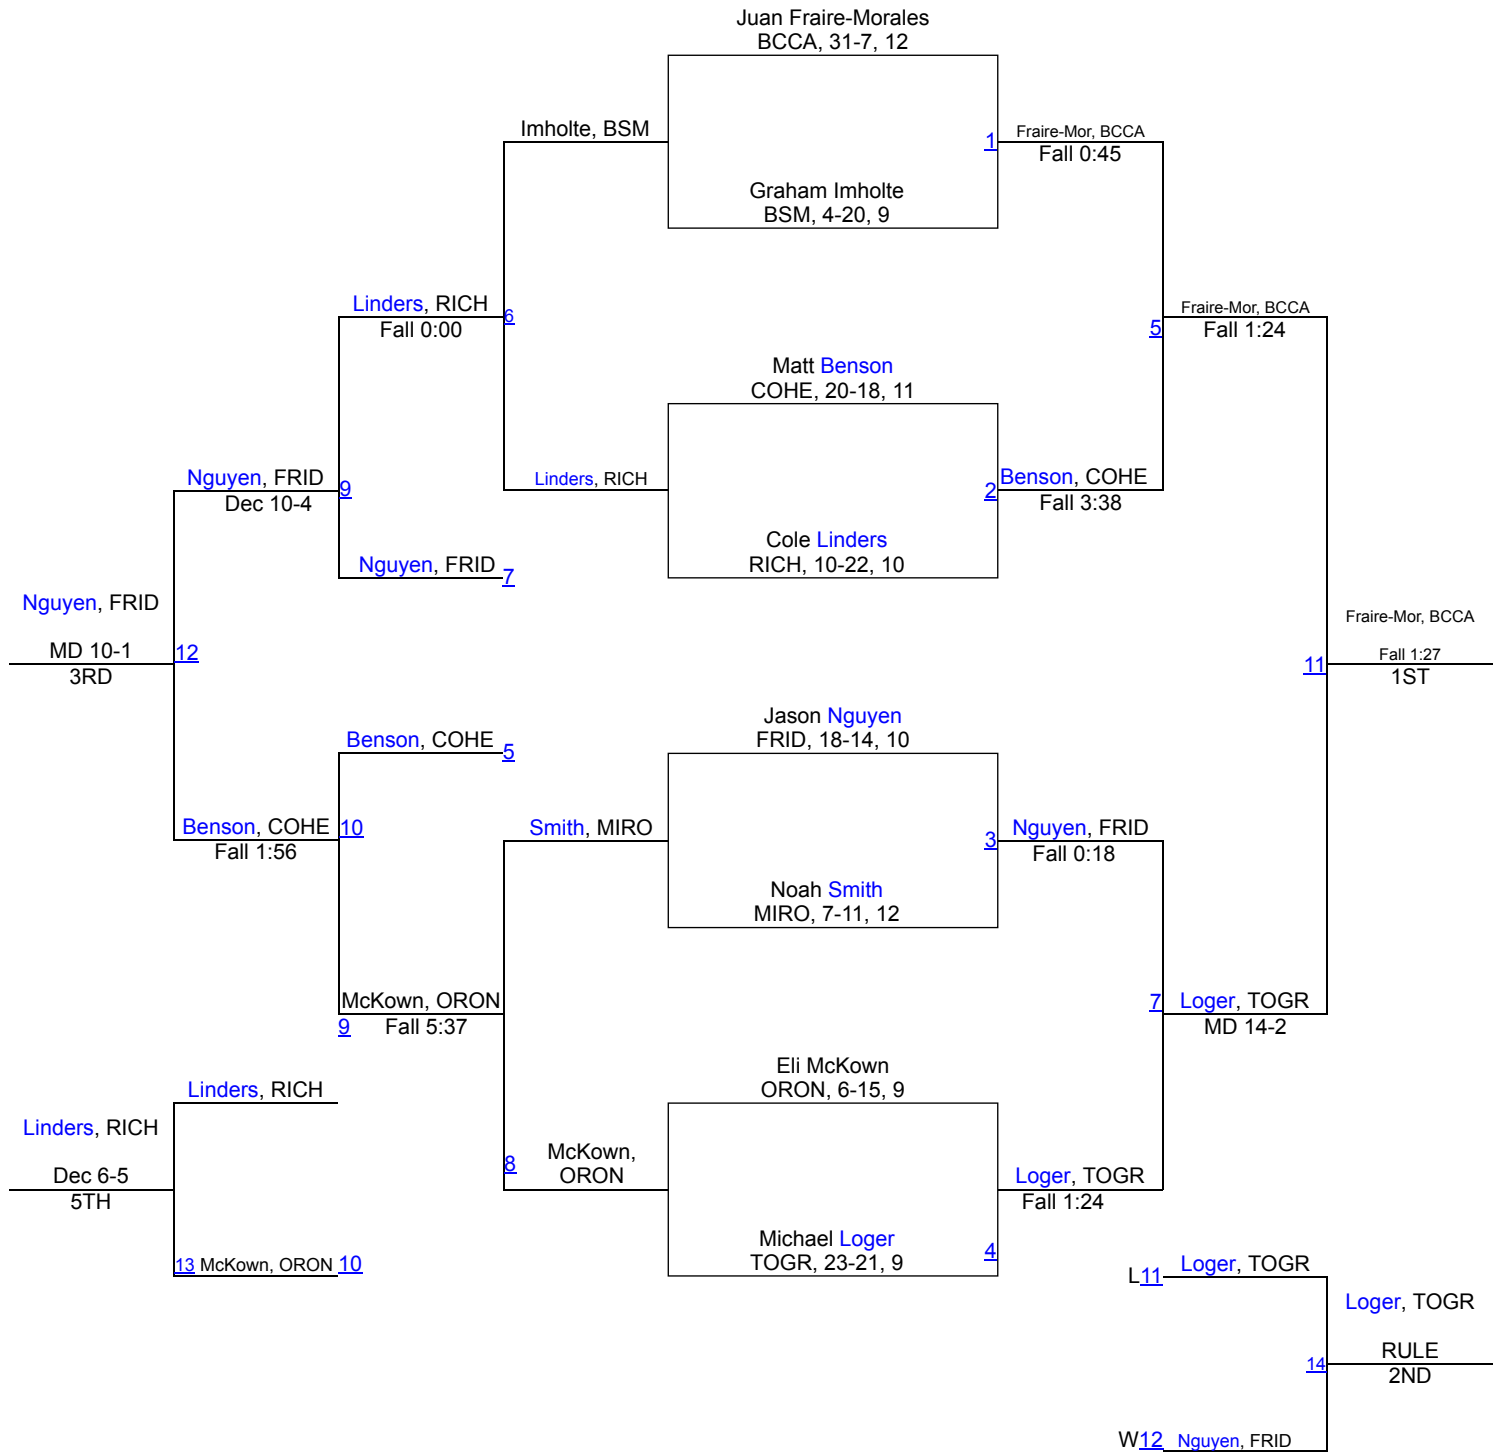 Juan Fraire-Morales
BCCA, 31-7, 12
Imholte, BSM
1
Fraire-Mor, BCCA
Fall 0:45
Graham Imholte
BSM, 4-20, 9
Linders, RICH
Fall 0:00
6
Fraire-Mor, BCCA
Fall 1:24
5
Matt Benson
COHE, 20-18, 11
Nguyen, FRID
Dec 10-4
9
Linders, RICH
2
Benson, COHE
Fall 3:38
Cole Linders
RICH, 10-22, 10
Nguyen, FRID
7
Nguyen, FRID
MD 10-1
3RD
12
Fraire-Mor, BCCA
Fall 1:27
1ST
11
Jason Nguyen
FRID, 18-14, 10
Benson, COHE
5
Benson, COHE
Fall 1:56
10
Smith, MIRO
3
Nguyen, FRID
Fall 0:18
Noah Smith
MIRO, 7-11, 12
McKown, ORON
Fall 5:37
9
7
Loger, TOGR
MD 14-2
Eli McKown
ORON, 6-15, 9
Linders, RICH
Linders, RICH
Dec 6-5
5TH
8
McKown,
ORON
Loger, TOGR
Fall 1:24
Michael Loger
TOGR, 23-21, 9
4
13 McKown, ORON 10
L11
Loger, TOGR
Loger, TOGR
RULE
2ND
14
W12
Nguyen, FRID